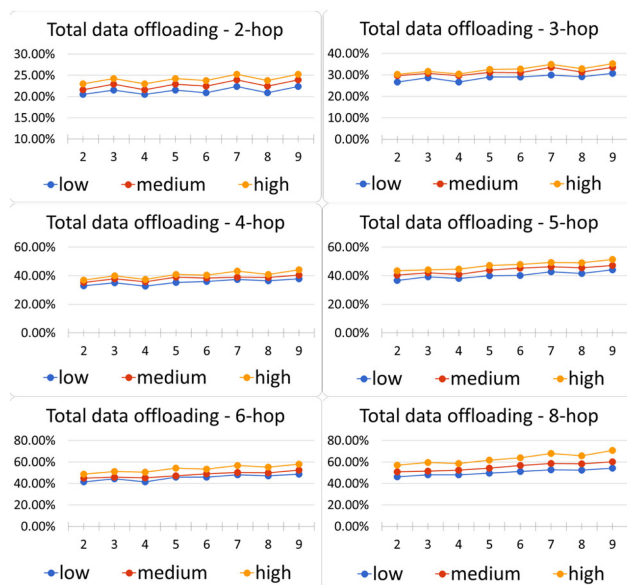 Total data offloading - 2-hop
30.00%
25.00%
20.00%
15.00%
10.00%
2 3 4 5 6 7 8 9
low medium high
Total data offloading - 3-hop
40.00%
30.00%
20.00%
10.00%
0.00%
2 3 4 5 6 7 8 9
low medium high
Total data offloading - 4-hop
60.00%
40.00%
20.00%
0.00%
2 3 4 5 6 7 8 9
low medium high
Total data offloading - 5-hop
60.00%
40.00%
20.00%
0.00%
2 3 4 5 6 7 8 9
low medium high
Total data offloading - 6-hop
80.00%
60.00%
40.00%
20.00%
0.00%
2 3 4 5 6 7 8 9
low medium high
Total data offloading - 8-hop
80.00%
60.00%
40.00%
20.00%
0.00%
2 3 4 5 6 7 8 9
low medium high